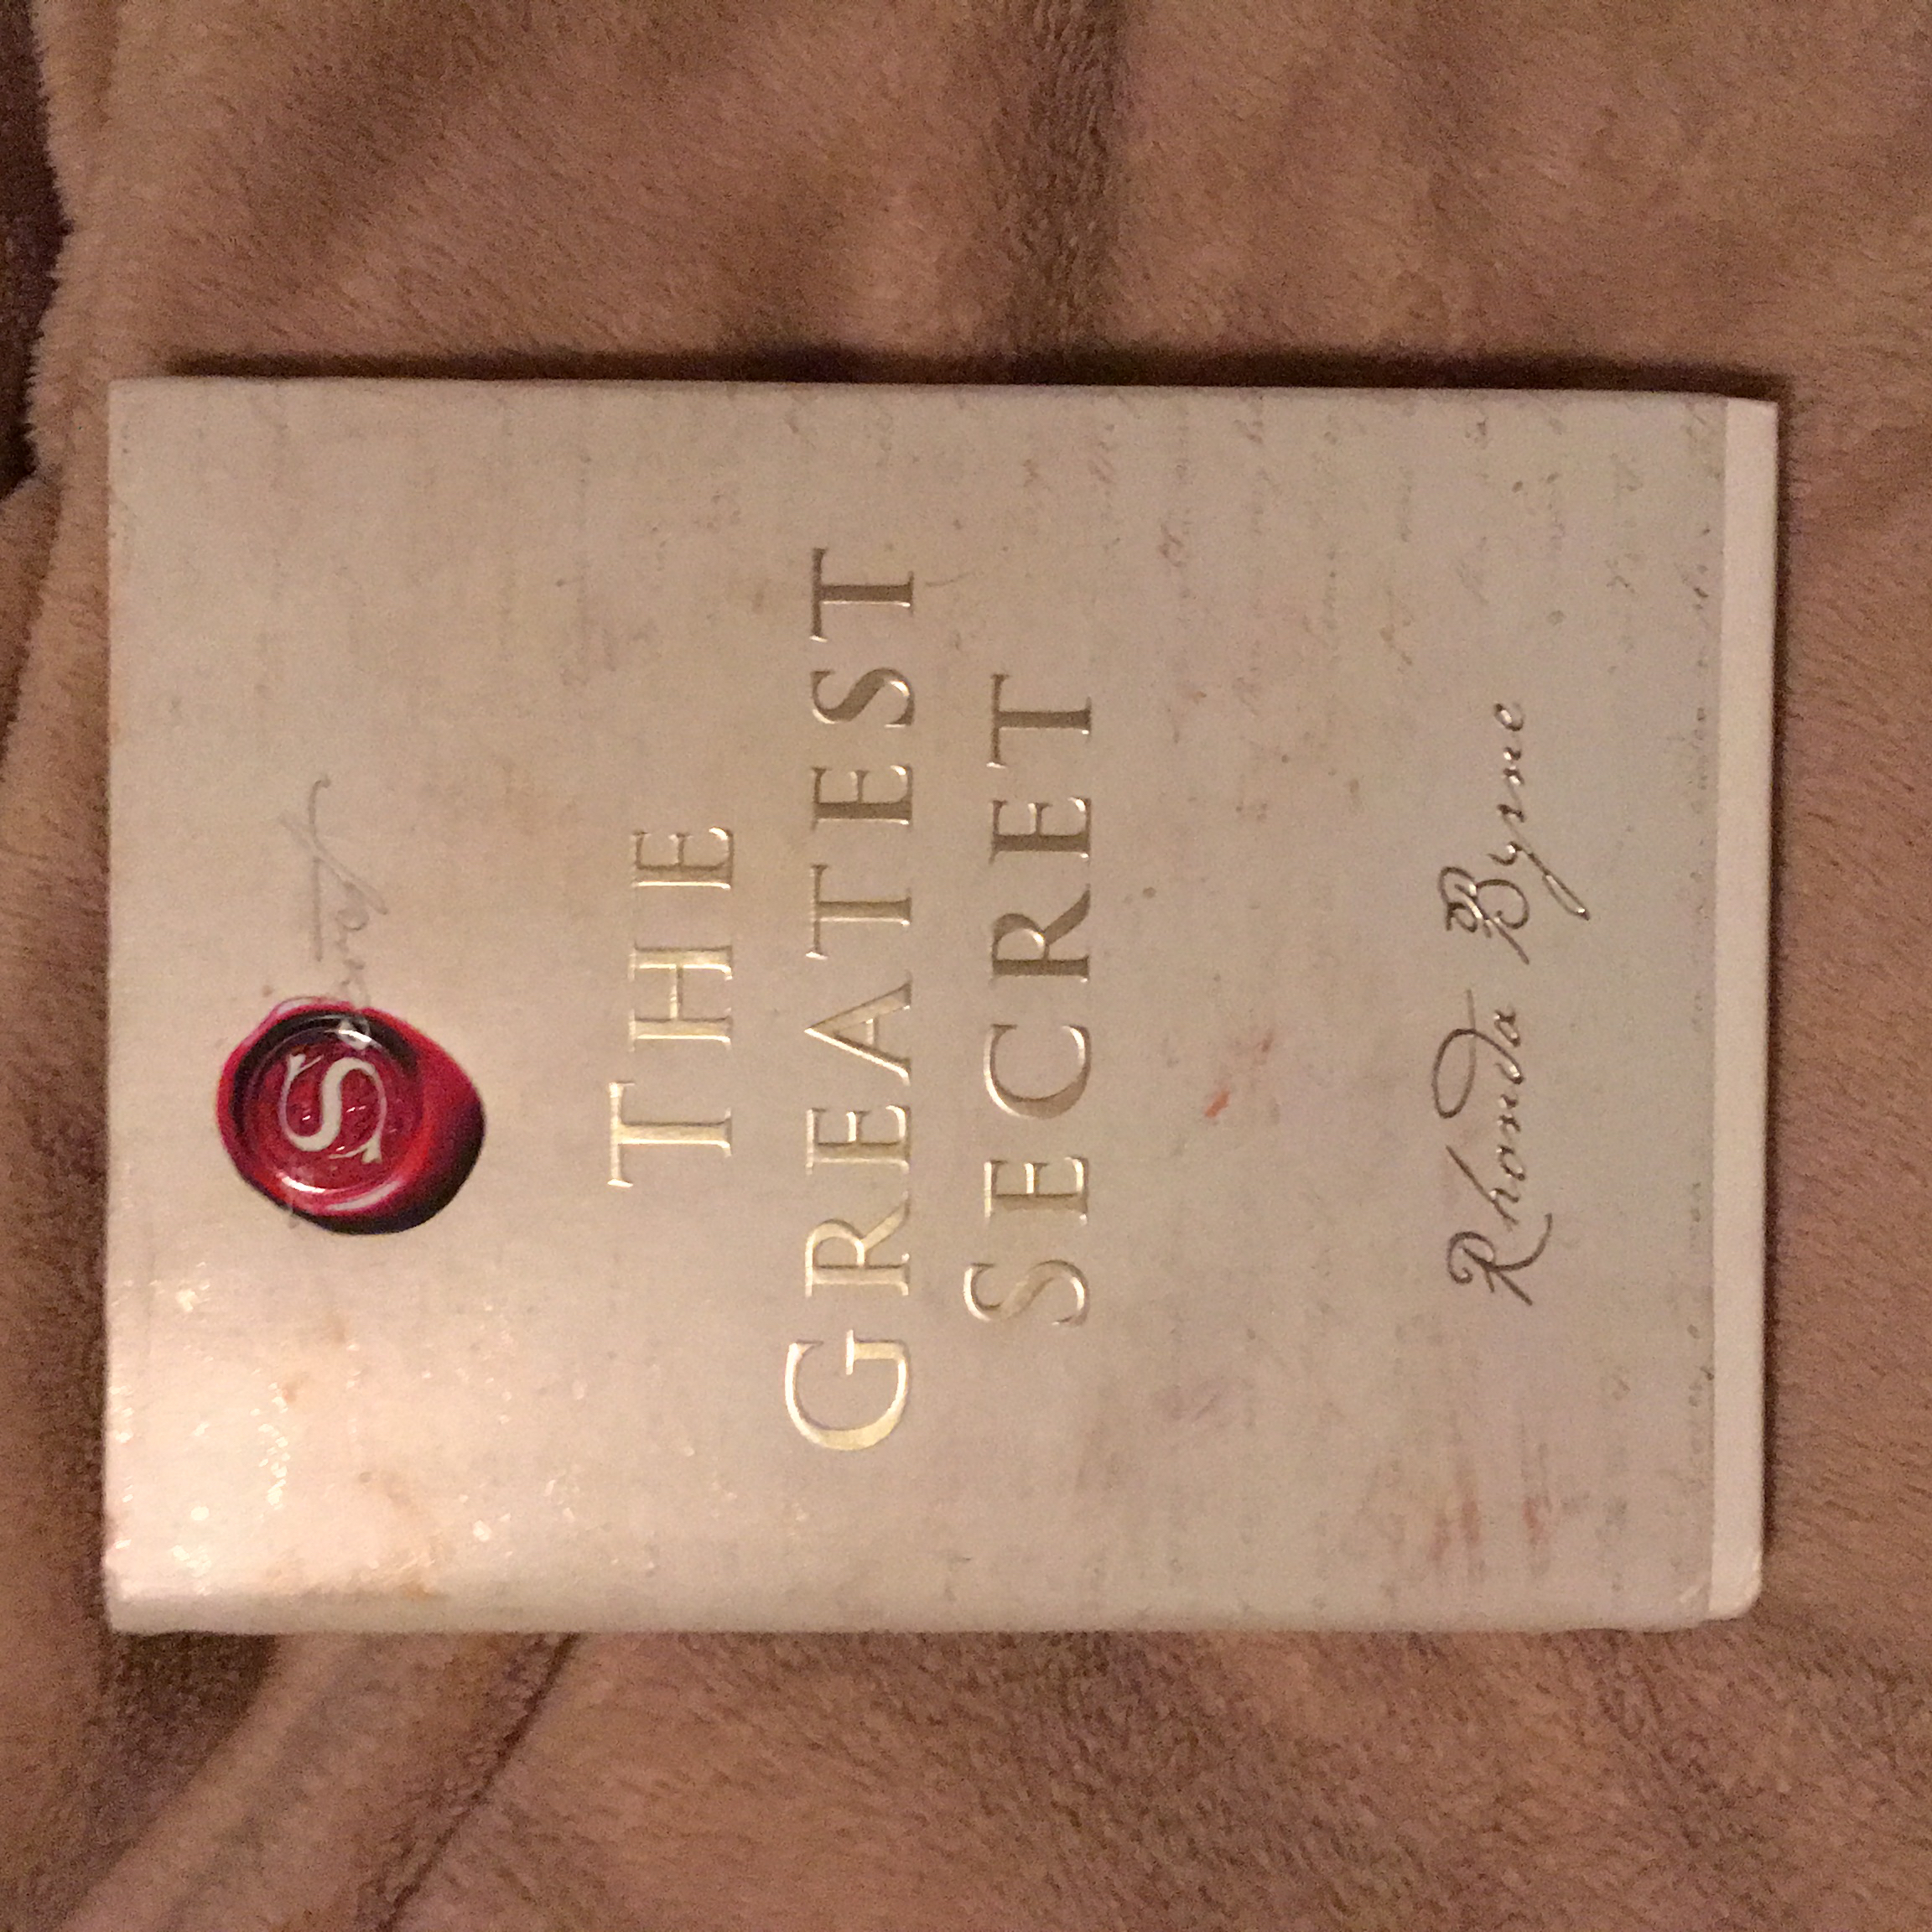 S
THE
GREATEST
SECRET
Rhonda Byrne